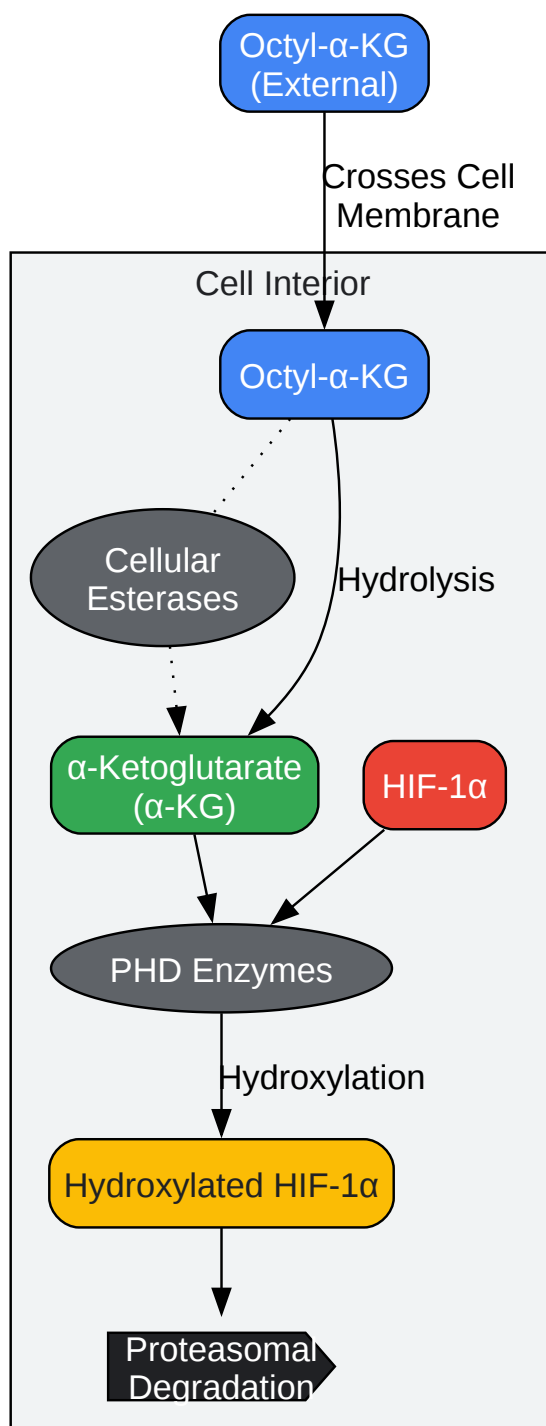 Octyl-α-KG
(External)
Crosses Cell
Membrane
Cell Interior
Octyl-α-KG
Cellular
Esterases
Hydrolysis
α-Ketoglutarate
(α-KG)
HIF-1α
PHD Enzymes
Hydroxylation
Hydroxylated HIF-1α
Proteasomal
Degradation